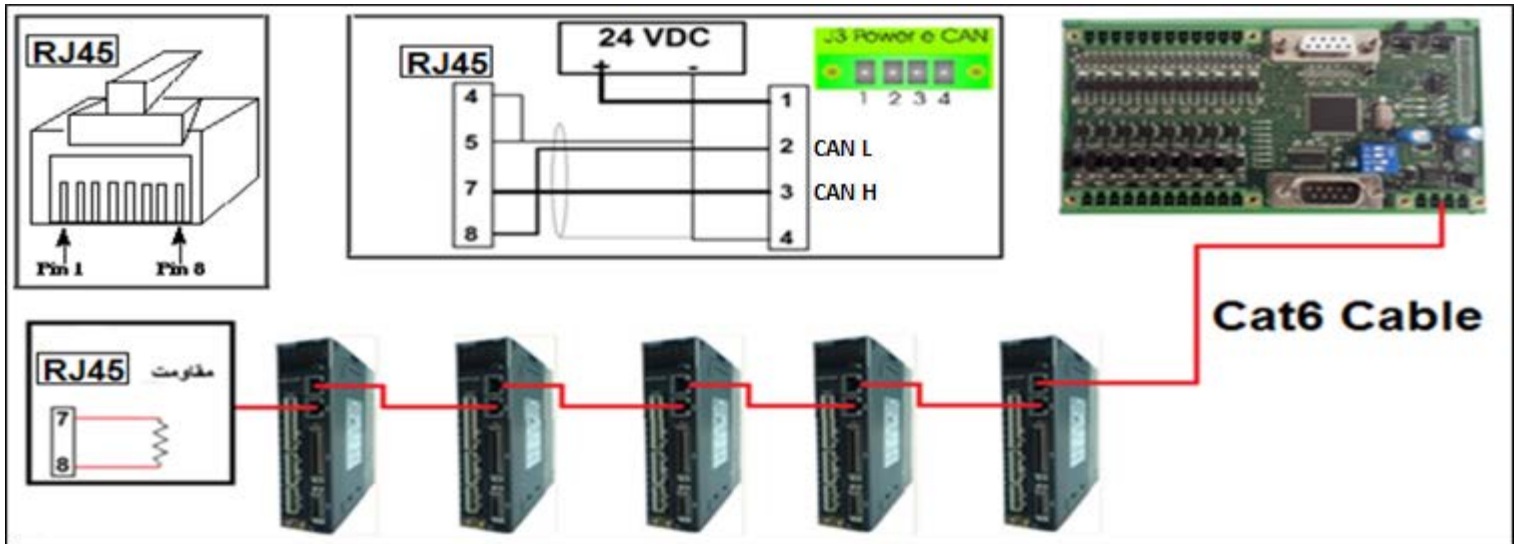 RJ45
Pin 1
Pin 8
24 VDC
+
-
RJ45
4
5
7
8
1
2
3
4
CAN L
CAN H
J3 Power e CAN
1 2 3 4
Cat6 Cable
RJ45
مقاومت
7
8